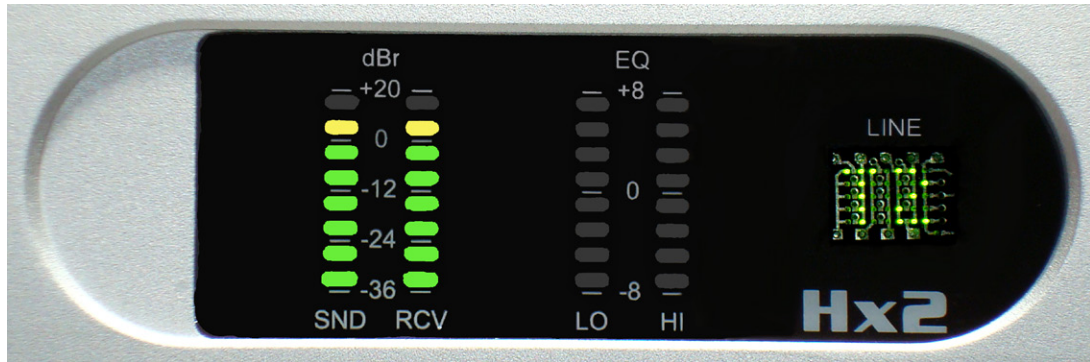 dBr
+20
0
-12
-24
-36
SND RCV
EQ
+8
0
-8
LO HI
LINE
Hx2